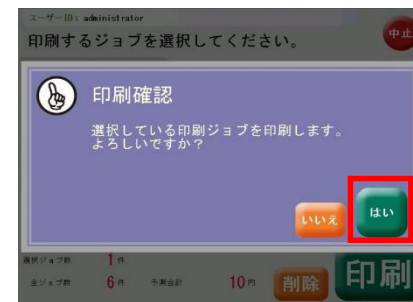 ユーザーID: administrator
印刷するジョブを選択してください。
中止
印刷確認
選択している印刷ジョブを印刷します。
よろしいですか？
いいえ
はい
選択ジョブ数 1件
全ジョブ数 6件 予測合計 10円
削除
印刷